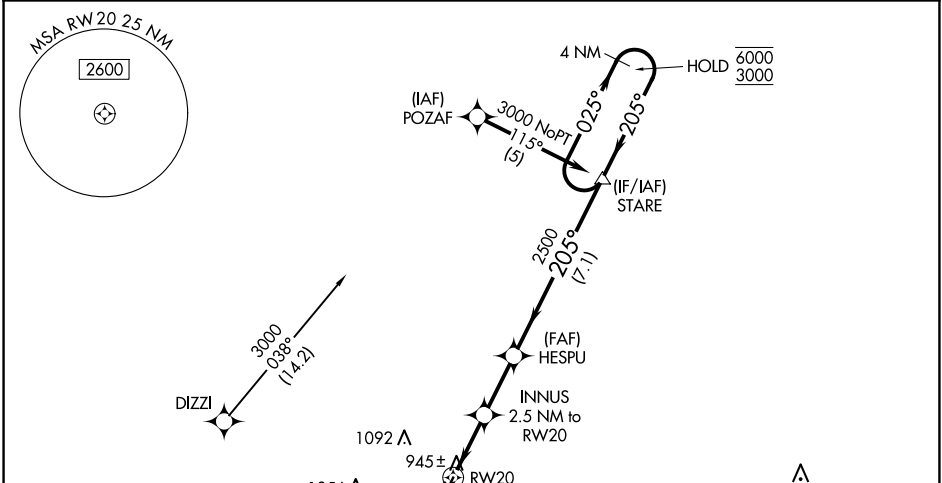 MSA RW 20 25 NM
2600
4 NM
HOLD
6000
3000
(IAF)
POZAF
3000 NoPT
115°
(5)
025°
205°
(IF/IAF)
STARE
2500
205°
(7.1)
3000
038°
(14.2)
(FAF)
HESPU
DIZZI
INNUS
2.5 NM to
RW20
1092
945±
RW20